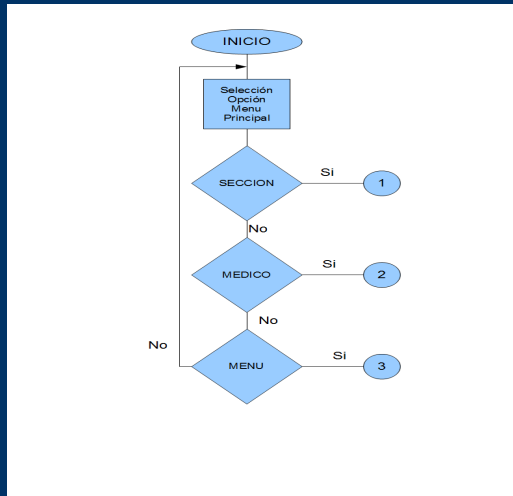 INICIO
Selección
Opción
Menu
Principal
SECCION
Si
1
No
MEDICO
Si
2
No
No
MENU
Si
3